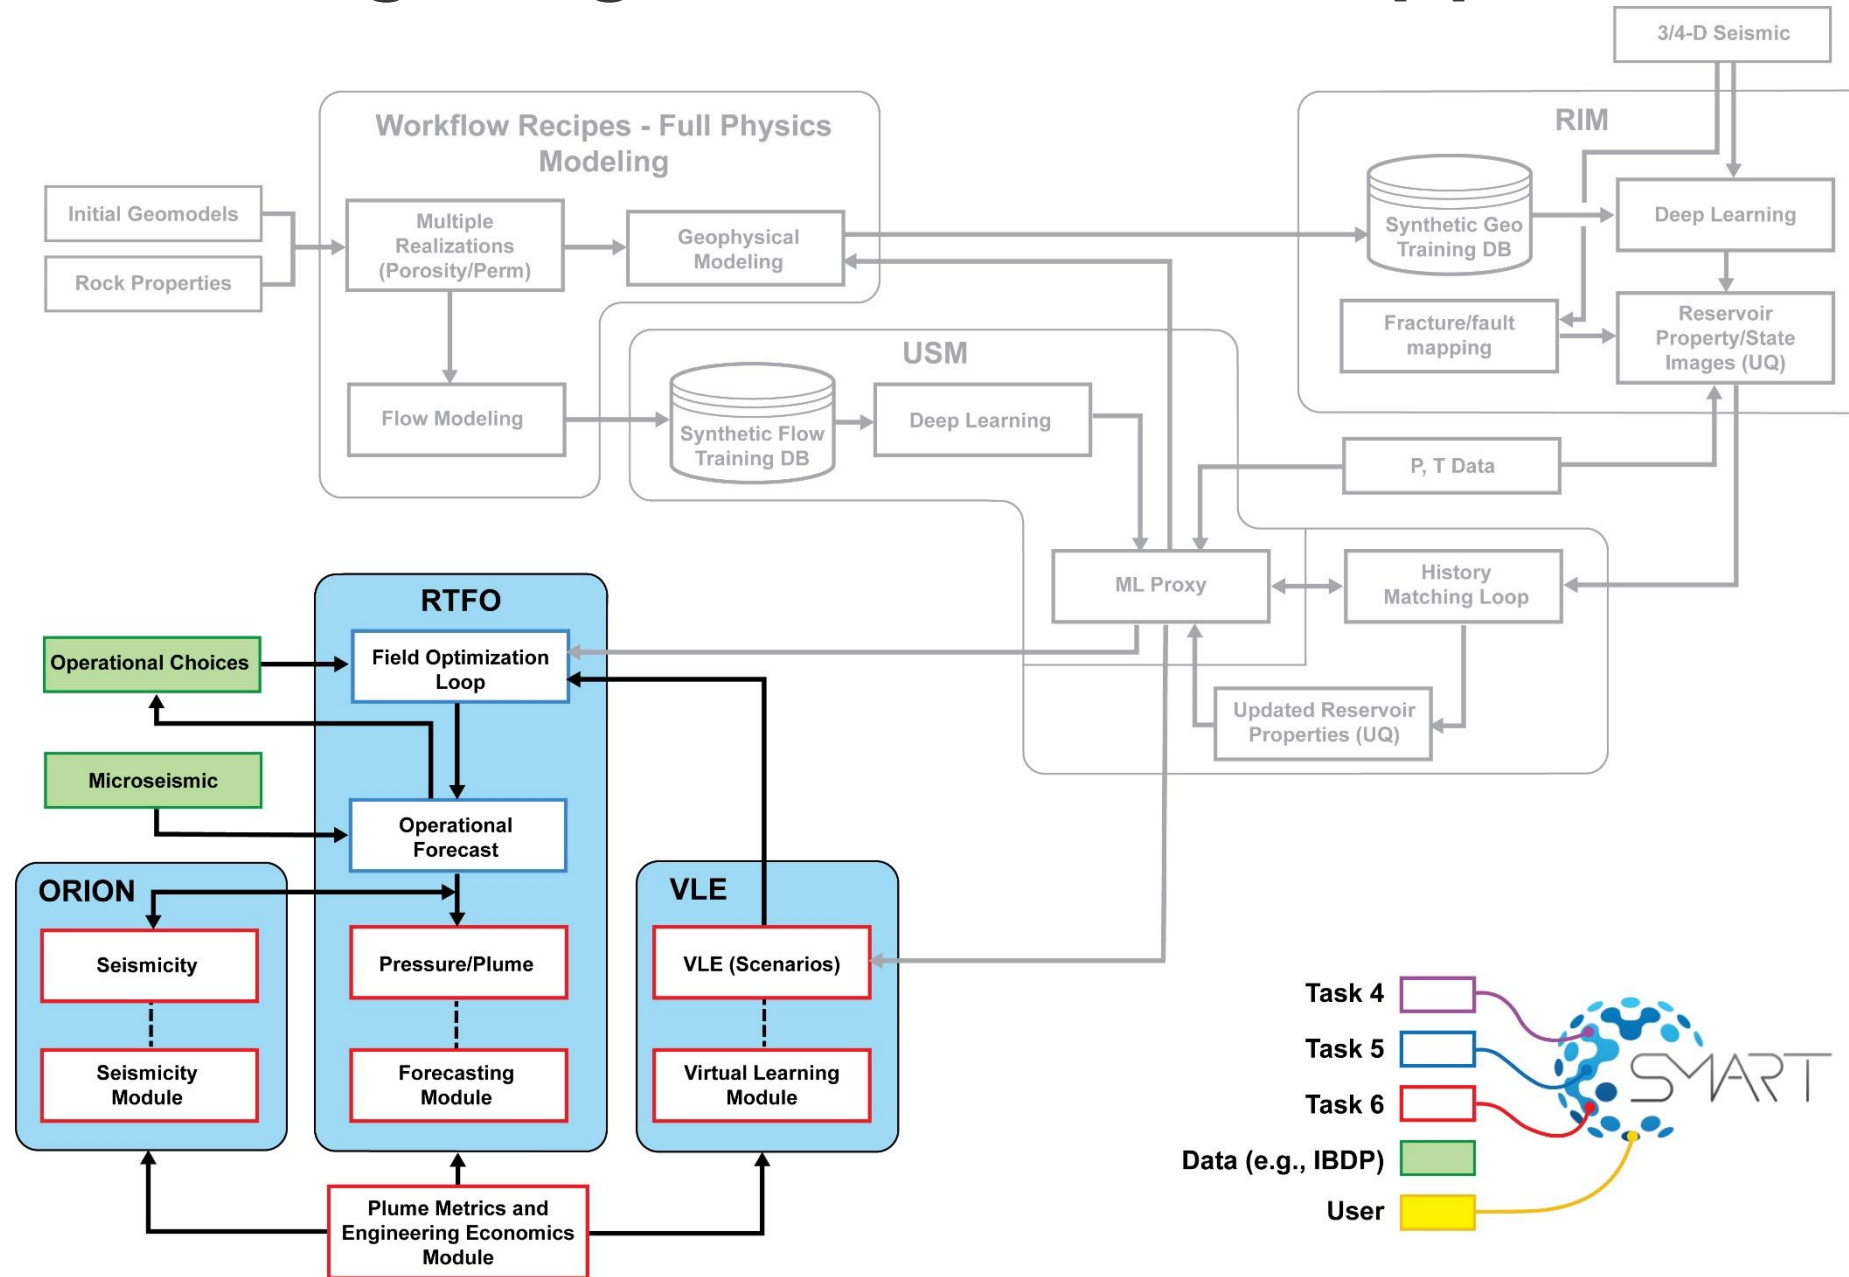 3/4-D Seismic
Workflow Recipes - Full Physics
Modeling
RIM
Initial Geomodels
Rock Properties
Multiple
Realizations
(Porosity/Perm)
Geophysical
Modeling
Synthetic Geo
Training DB
Deep Learning
Fracture/fault
mapping
Reservoir
Property/State
Images (UQ)
USM
Flow Modeling
Synthetic Flow
Training DB
Deep Learning
P, T Data
ML Proxy
History
Matching Loop
Updated Reservoir
Properties (UQ)
RTFO
Operational Choices
Field Optimization
Loop
Microseismic
Operational
Forecast
ORION
VLE
Seismicity
Pressure/Plume
VLE (Scenarios)
Seismicity
Module
Forecasting
Module
Virtual Learning
Module
Plume Metrics and
Engineering Economics
Module
Task 4
Task 5
Task 6
Data (e.g., IBDP)
User
SMART